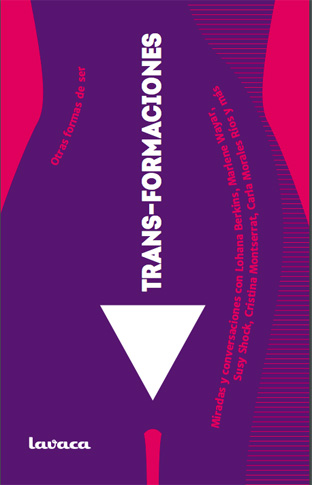 Otras formas de ser
TRANS-FORMACIONES
Miradas y conversaciones con Lohana Berkins, Marlene Wayar,
Susy Shock, Cristina Montserrat, Carla Morales Ríos y más
lavaca